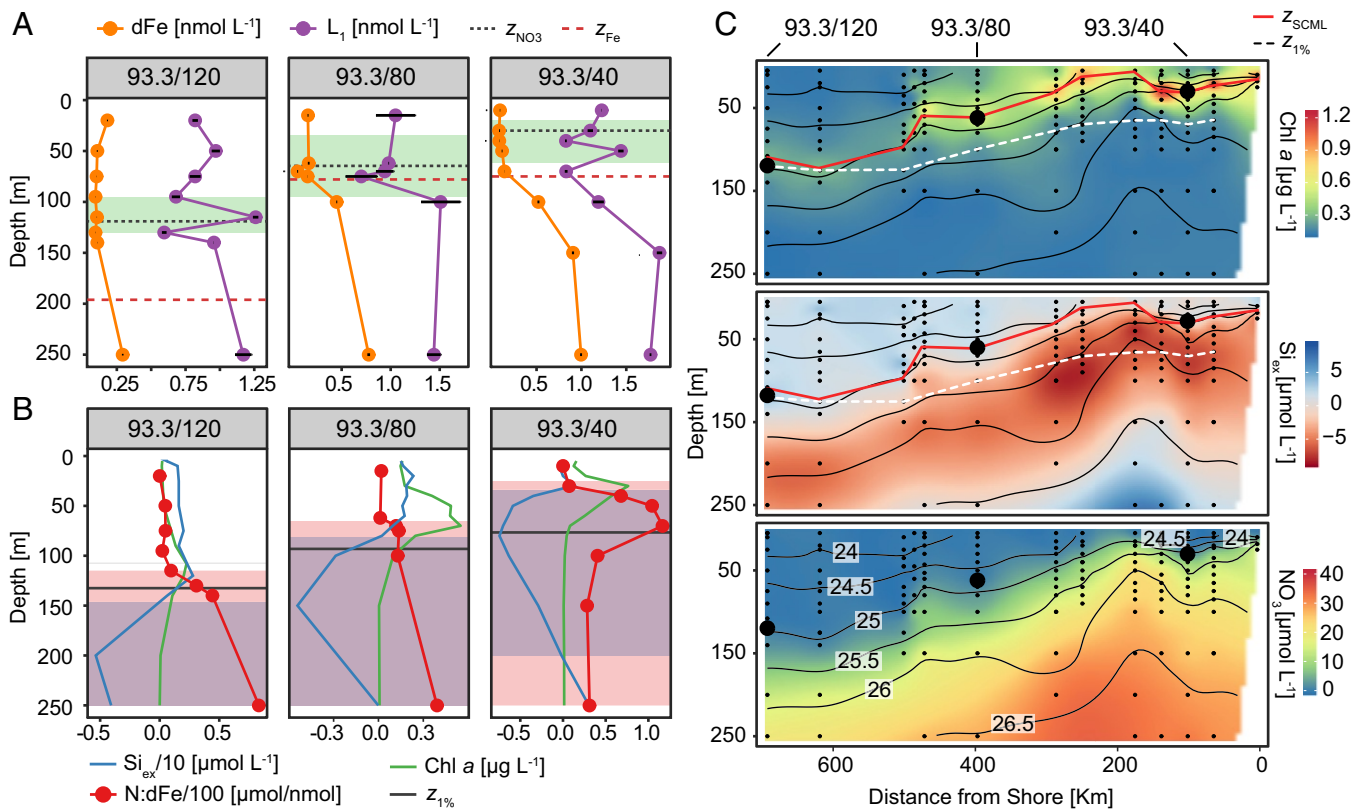 A
dFe [nmol L⁻¹] L₁ [nmol L⁻¹] z_NO3 z_Fe
93.3/120 93.3/80 93.3/40
Depth [m]
0
50
100
150
200
250
0.25 0.75 1.25
0.5 1.0 1.5
0.5 1.0 1.5
B
93.3/120 93.3/80 93.3/40
Depth [m]
0
50
100
150
200
250
-0.5 0.0 0.5
-0.3 0.0 0.3
-0.5 0.0 0.5 1.0
Si_ex/10 [µmol L⁻¹] Chl a [µg L⁻¹]
N:dFe/100 [µmol/nmol] z_1%
C
93.3/120 93.3/80 93.3/40
z_SCML
z_1%
50
150
250
Chl a [µg L⁻¹]
1.2
0.9
0.6
0.3
Depth [m]
50
150
250
Si_ex [µmol L⁻¹]
5
0
−5
50
150
250
24
24.5
25
25.5
26
26.5
24.5 24
NO₃ [µmol L⁻¹]
40
30
20
10
0
600 400 200 0
Distance from Shore [Km]